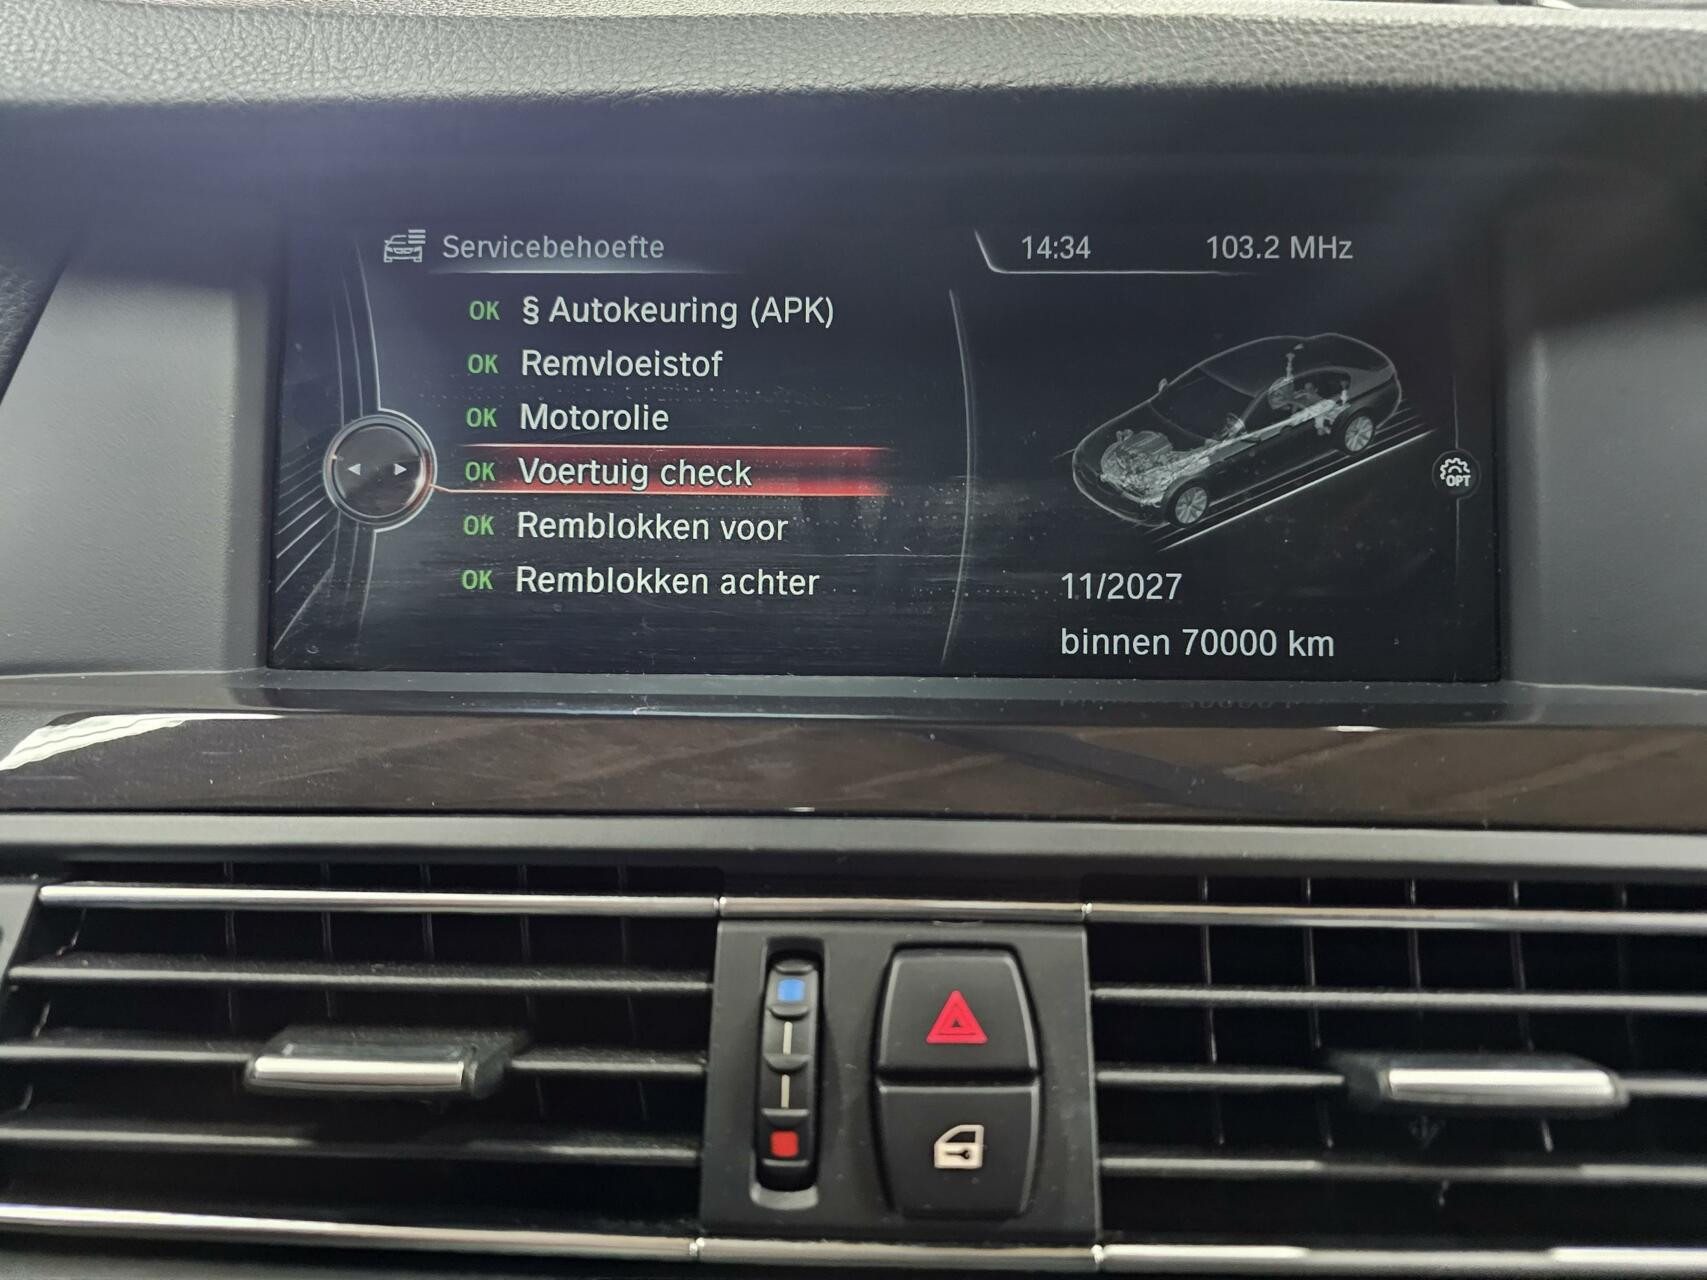 Servicebehoefte
14:34 103.2 MHz
OK § Autokeuring (APK)
OK Remvloeistof
OK Motorolie
OK Voertuig check
OK Remblokken voor
OK Remblokken achter
OPT
11/2027
binnen 70000 km